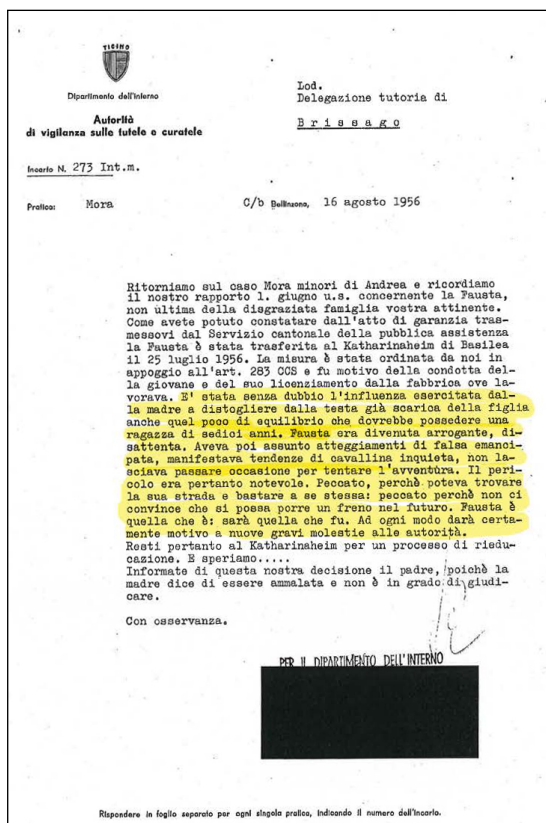 TICINO
Dipartimento dell'Interno
Autorità
di vigilanza sulle tutele e curatele
Incarto N. 273 Int.m.
Pratica: Mora
Lod.
Delegazione tutoria di
Brissago
C/b Bellinzona, 16 agosto 1956
Ritorniamo sul caso Mora minori di Andrea e ricordiamo
il nostro rapporto 1. giugno u.s. concernente la Fausta,
non ultima della disgraziata famiglia vostra attinente.
Come avete potuto constatare dall'atto di garanzia tras-
messovi dal Servizio cantonale della pubblica assistenza
la Fausta è stata trasferita al Katharinaheim di Basilea
il 25 luglio 1956. La misura è stata ordinata da noi in
appoggio all'art. 283 CCS e fu motivo della condotta del-
la giovane e del suo licenziamento dalla fabbrica ove la-
vorava. E' stata senza dubbio l'influenza esercitata dal-
la madre a distogliere dalla testa già scarica della figlia
anche quel poco di equilibrio che dovrebbe possedere una
ragazza di sedici anni. Fausta era divenuta arrogante, di-
sattenta. Aveva poi assunto atteggiamenti di falsa emanci-
pata, manifestava tendenze di cavallina inquieta, non la-
sciava passare occasione per tentare l'avventura. Il peri-
colo era pertanto notevole. Peccato, perchè poteva trovare
la sua strada e bastare a se stessa: peccato perchè non ci
convince che si possa porre un freno nel futuro. Fausta è
quella che è: sarà quella che fu. Ad ogni modo darà certa-
mente motivo a nuove gravi molestie alle autorità.
Resti pertanto al Katharinaheim per un processo di riedu-
cazione. E speriamo.....
Informate di questa nostra decisione il padre, poichè la
madre dice di essere ammalata e non è in grado di giudi-
care.
Con osservanza.
PER IL DIPARTIMENTO DELL'INTERNO
Rispondere in foglio separato per ogni singola pratica, indicando il numero dell'incarto.